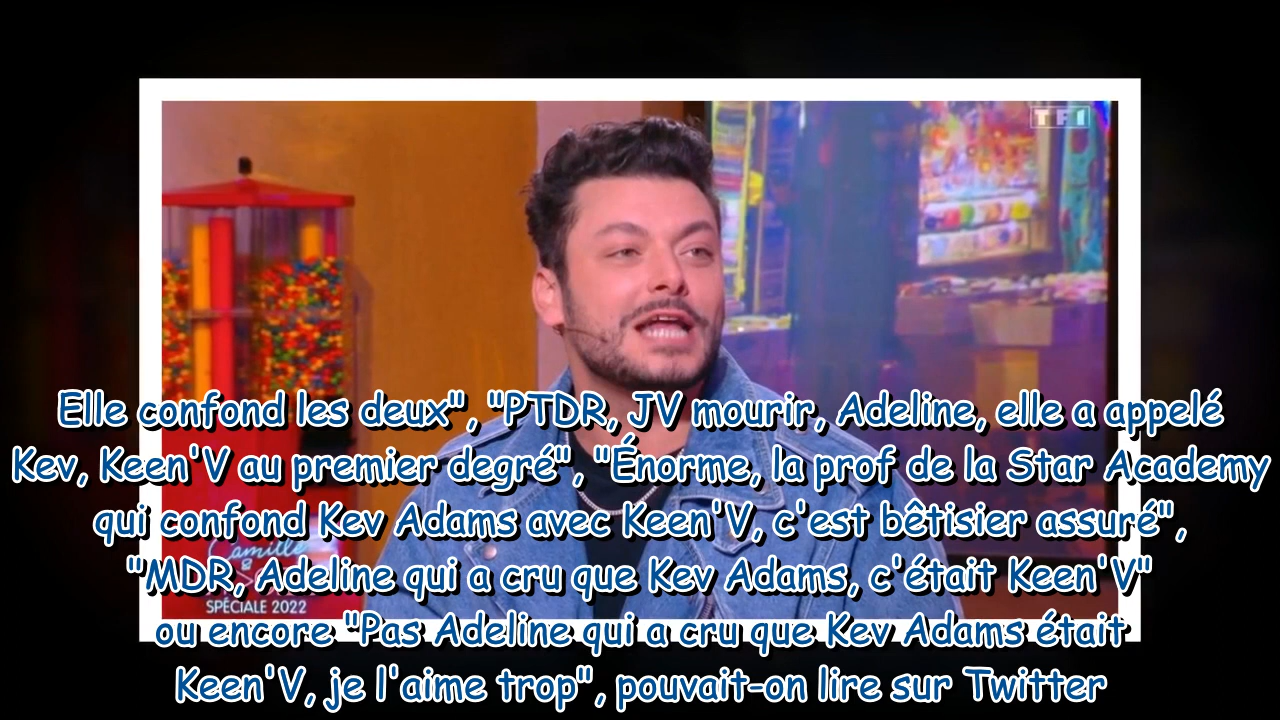 TF1
Elle confond les deux", "PTDR, JV mourir, Adeline, elle a appelé
Kev, Keen'V au premier degré", "Énorme, la prof de la Star Academy
qui confond Kev Adams avec Keen'V, c'est bêtisier assuré",
Camille
&
"MDR, Adeline qui a cru que Kev Adams, c'était Keen'V"
SPÉCIALE 2022
ou encore "Pas Adeline qui a cru que Kev Adams était
Keen'V, je l'aime trop", pouvait-on lire sur Twitter